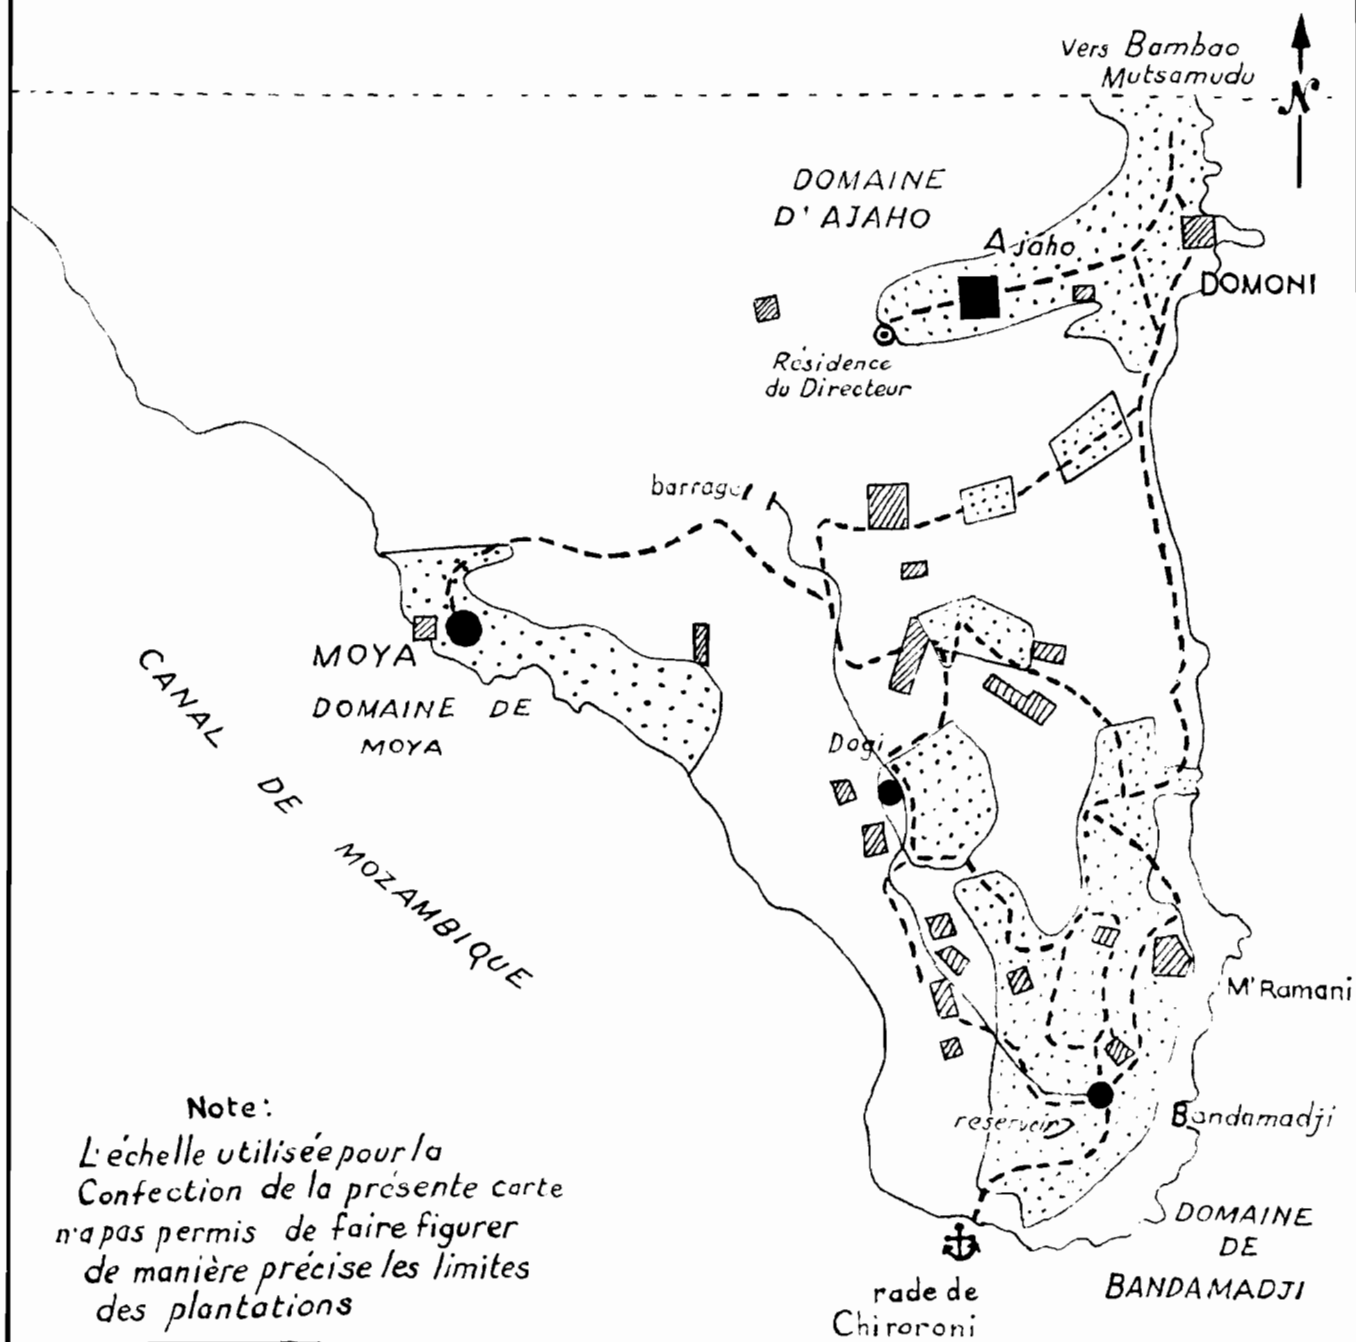 Vers Bambao
Mutsamudu
N
DOMAINE
D'AJAHO
Ajaho
DOMONI
Résidence
du Directeur
barrage
MOYA
DOMAINE DE
MOYA
Dogi
CANAL DE MOZAMBIQUE
M'Ramani
reservoir
Bandamadji
Note:
L'échelle utilisée pour la
Confection de la présente carte
n'a pas permis de faire figurer
de manière précise les limites
des plantations
DOMAINE
DE
BANDAMADJI
rade de
Chiroroni